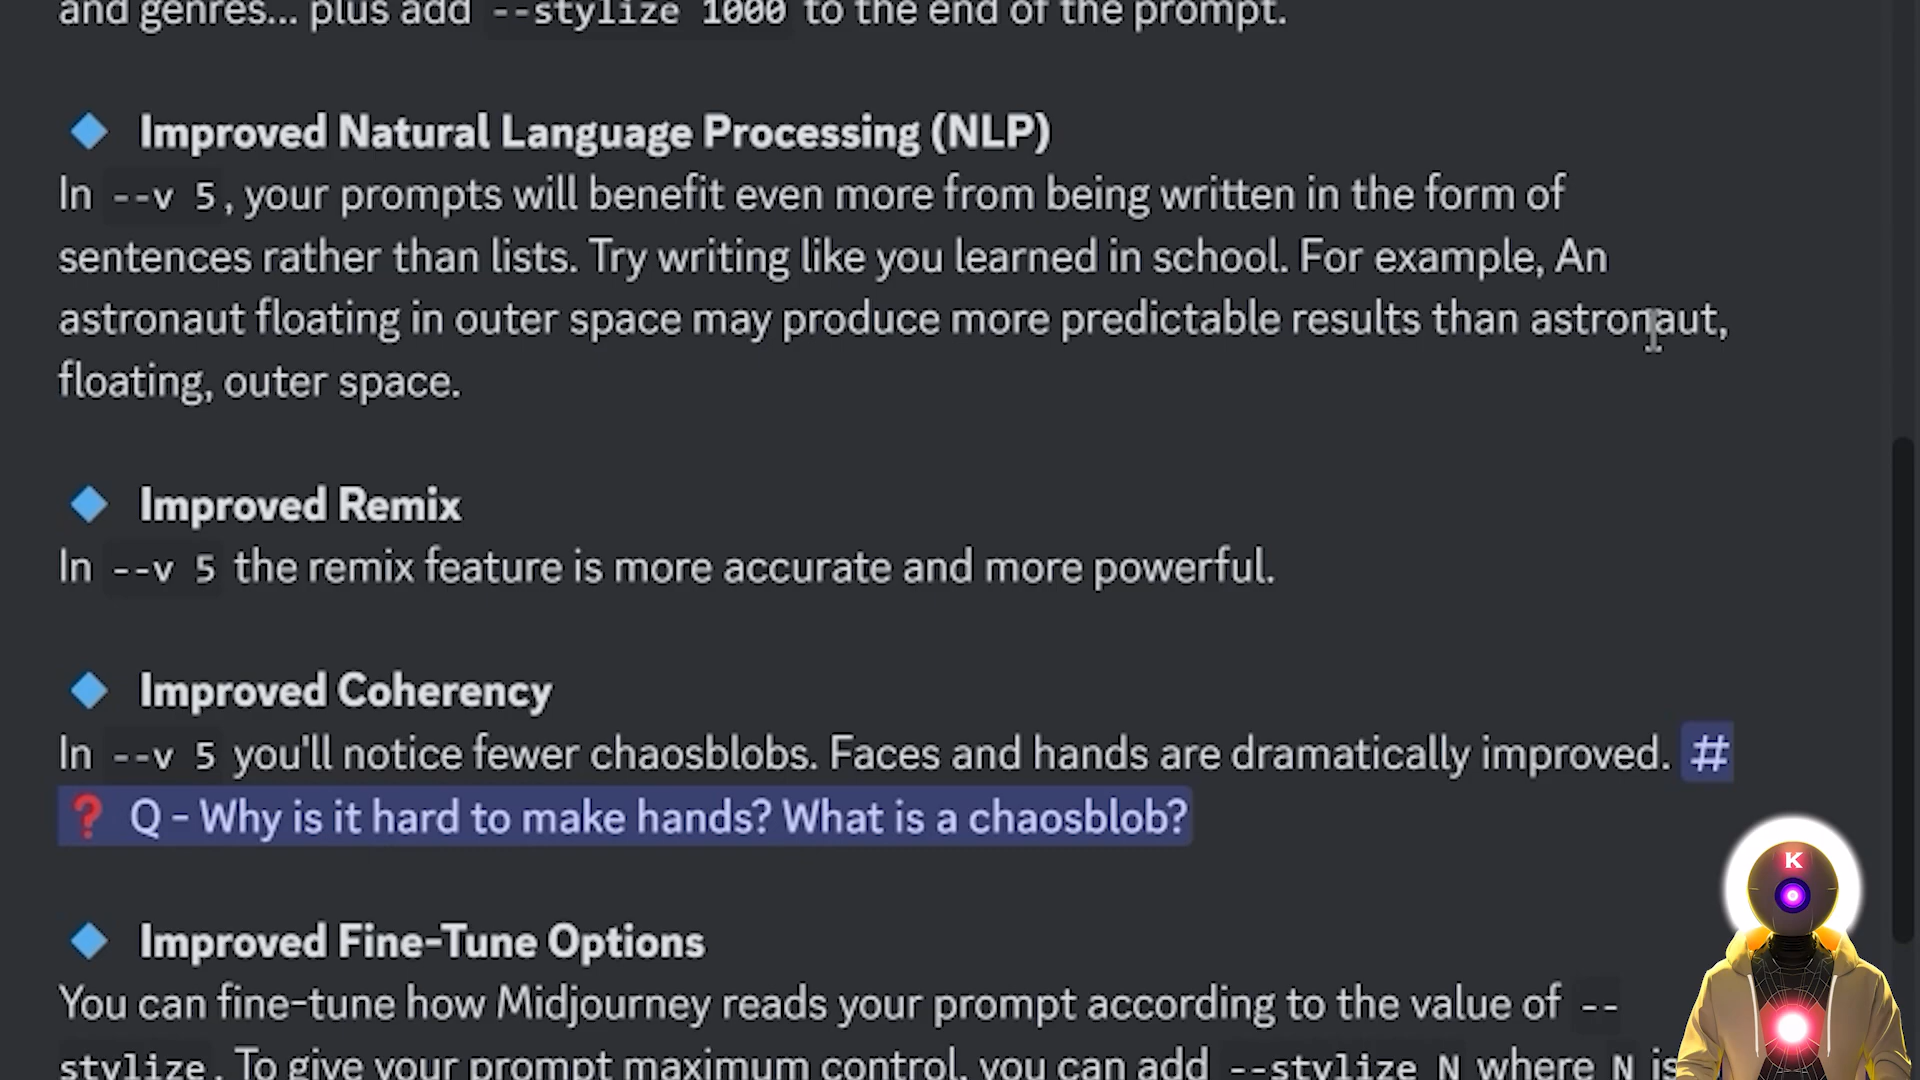 and genres... plus add --stylize 1000 to the end of the prompt.
Improved Natural Language Processing (NLP)
In --v 5, your prompts will benefit even more from being written in the form of
sentences rather than lists. Try writing like you learned in school. For example, An
astronaut floating in outer space may produce more predictable results than astronaut,
floating, outer space.
Improved Remix
In --v 5 the remix feature is more accurate and more powerful.
Improved Coherency
In --v 5 you'll notice fewer chaosblobs. Faces and hands are dramatically improved. #
❓ Q - Why is it hard to make hands? What is a chaosblob?
Improved Fine-Tune Options
You can fine-tune how Midjourney reads your prompt according to the value of --
stylize. To give your prompt maximum control, you can add --stylize N where N is
K